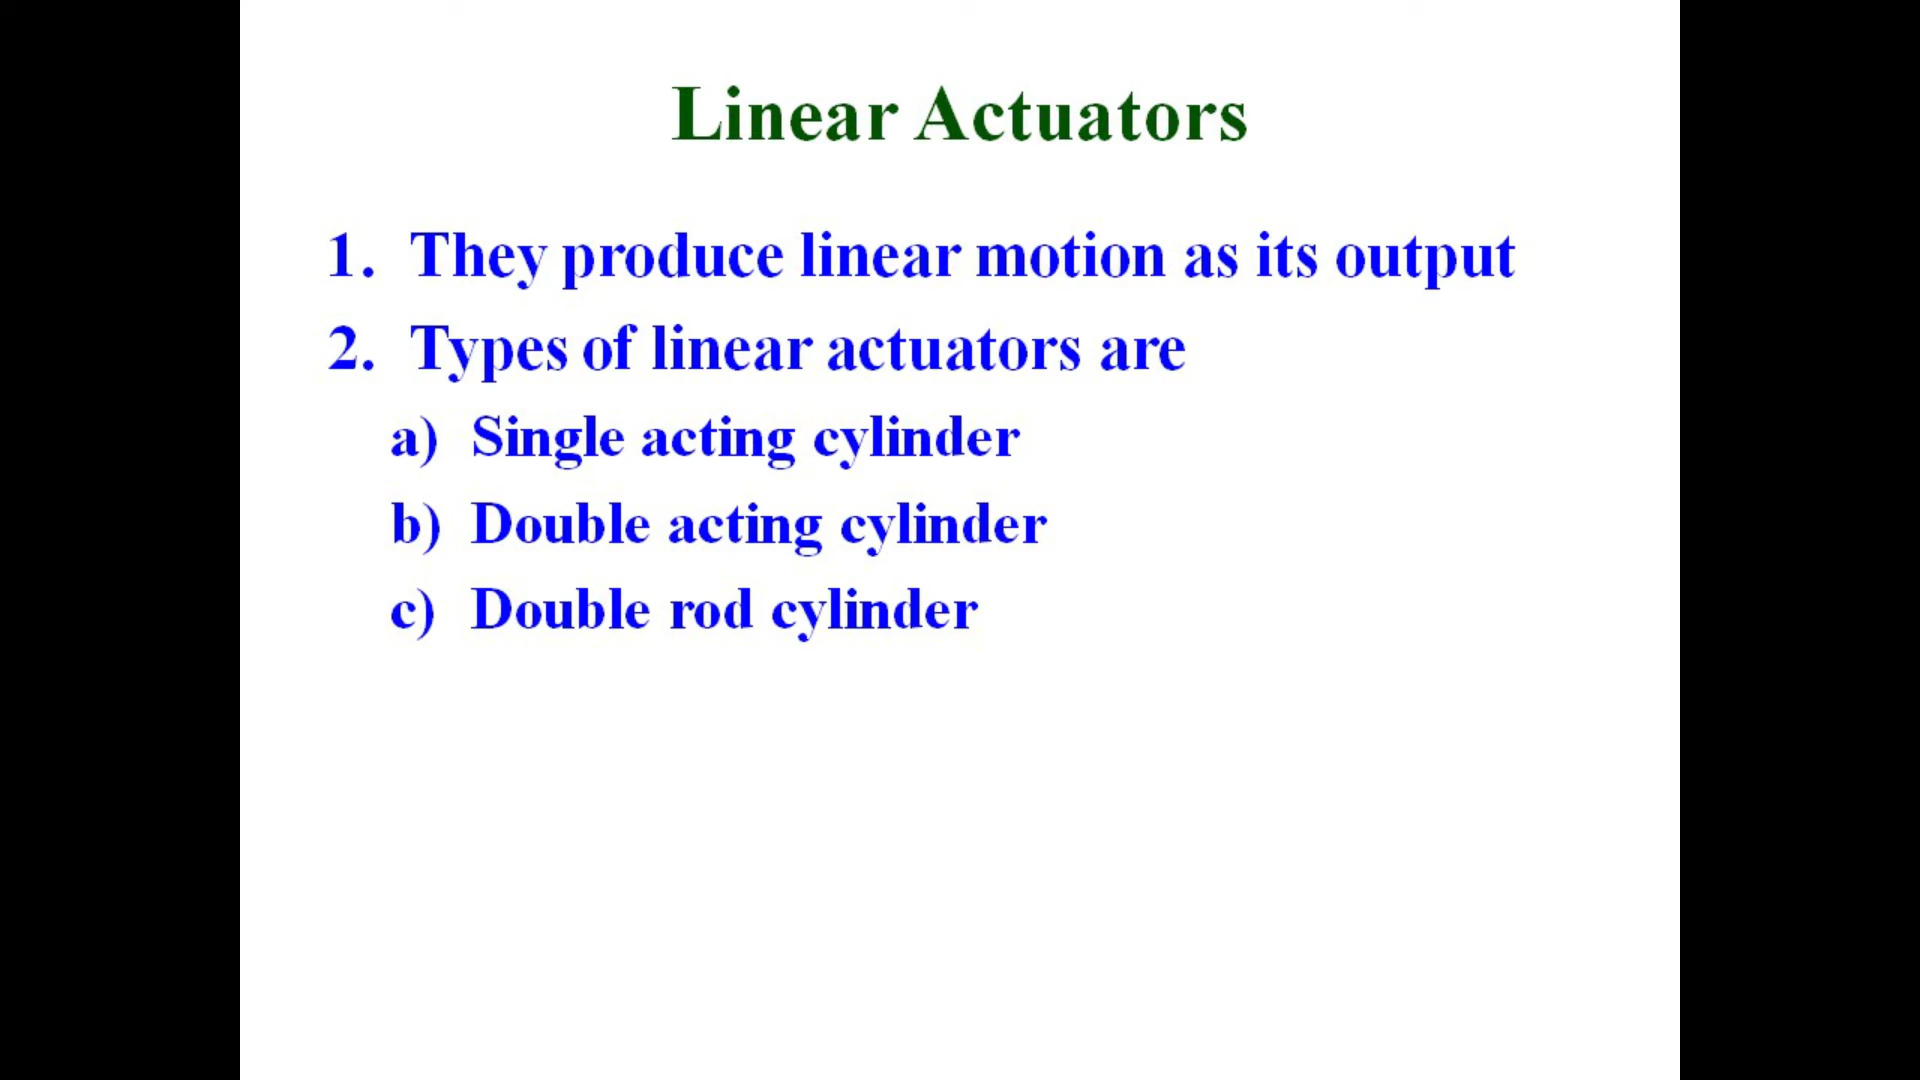 Linear Actuators
1. They produce linear motion as its output
2. Types of linear actuators are
a) Single acting cylinder
b) Double acting cylinder
c) Double rod cylinder